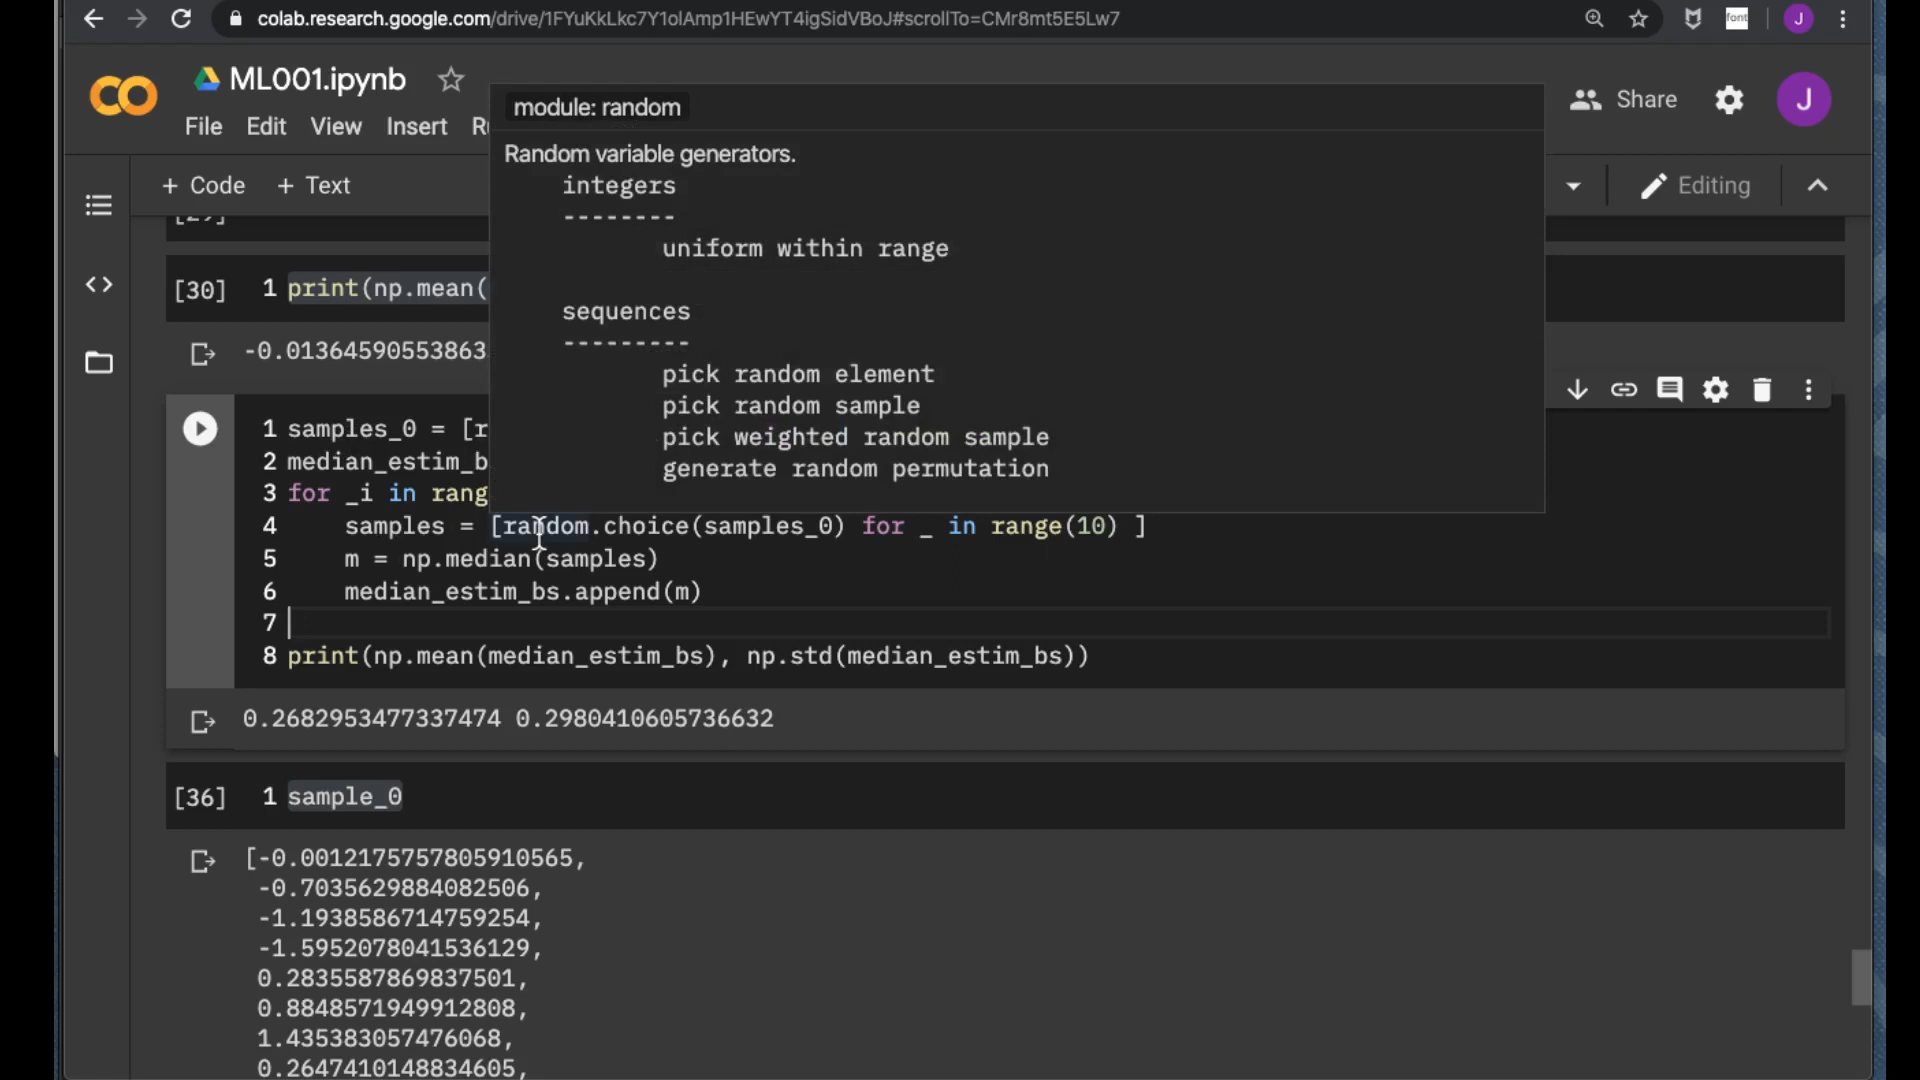 colab.research.google.com/drive/1FYuKkLkc7Y1olAmp1HEwYT4igSidVBoJ#scrollTo=CMr8mt5E5Lw7
font
J
ML001.ipynb
Share
J
File Edit View Insert Ru
module: random
Random variable generators.
integers
--------
uniform within range
sequences
---------
pick random element
pick random sample
pick weighted random sample
generate random permutation
+ Code + Text
Editing
[29]
[30] 1 print(np.mean(
-0.01364590553863
1 samples_0 = [r
2 median_estim_b
3 for _i in rang
4 samples = [random.choice(samples_0) for _ in range(10) ]
5 m = np.median(samples)
6 median_estim_bs.append(m)
7
8 print(np.mean(median_estim_bs), np.std(median_estim_bs))
0.2682953477337474 0.2980410605736632
[36] 1 sample_0
[-0.0012175757805910565,
-0.7035629884082506,
-1.1938586714759254,
-1.5952078041536129,
0.2835587869837501,
0.8848571949912808,
1.435383057476068,
0.2647410148834605,